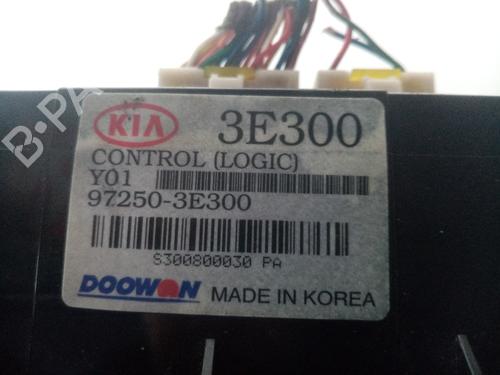 KIA 3E300
CONTROL (LOGIC)
Y01
97250-3E300
S300800030 PA
DOOWON MADE IN KOREA
B-PA